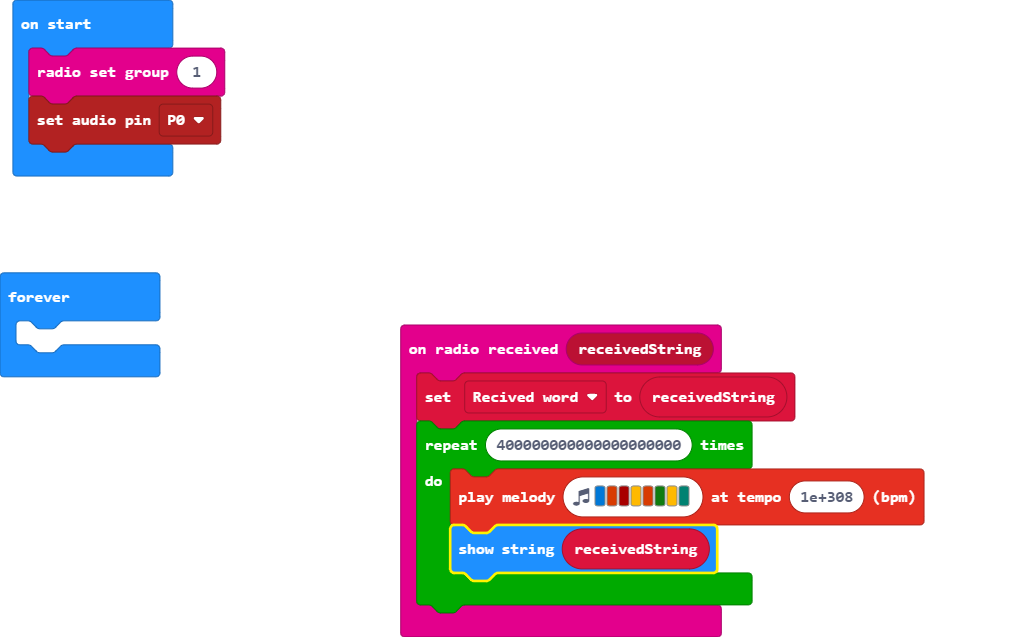 on start
radio set group 1
set audio pin P0
forever
on radio received receivedString
set Recived word to receivedString
repeat 400000000000000000000 times
do
play melody at tempo 1e+308 (bpm)
show string receivedString